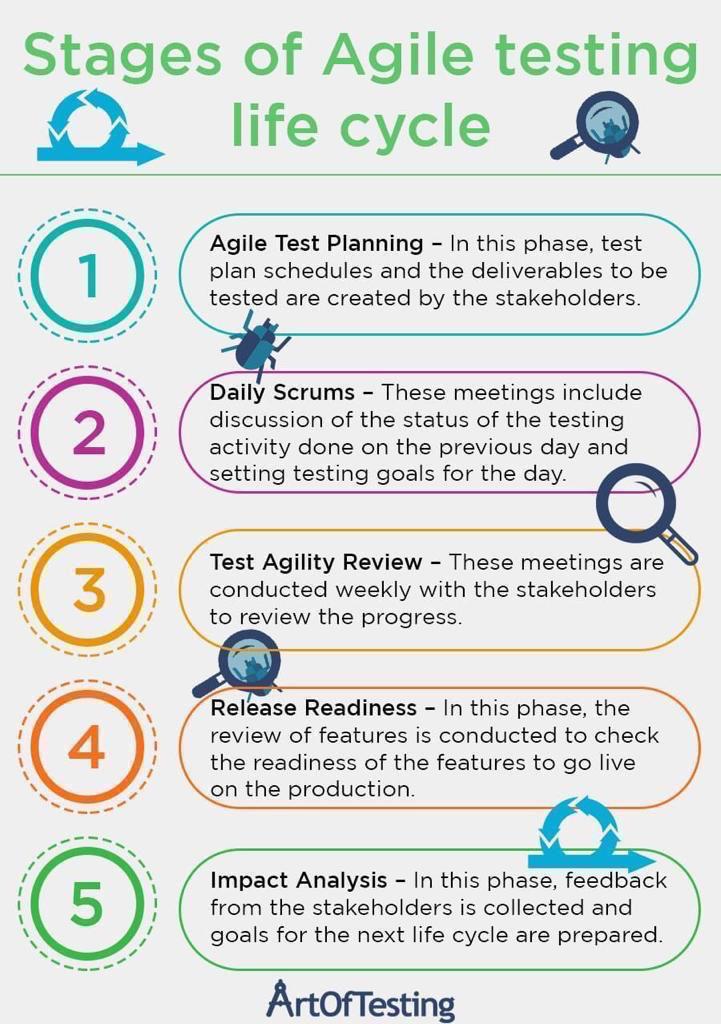 Stages of Agile testing
life cycle
1
Agile Test Planning – In this phase, test
plan schedules and the deliverables to be
tested are created by the stakeholders.
2
Daily Scrums – These meetings include
discussion of the status of the testing
activity done on the previous day and
setting testing goals for the day.
3
Test Agility Review – These meetings are
conducted weekly with the stakeholders
to review the progress.
4
Release Readiness – In this phase, the
review of features is conducted to check
the readiness of the features to go live
on the production.
5
Impact Analysis – In this phase, feedback
from the stakeholders is collected and
goals for the next life cycle are prepared.
ArtOfTesting